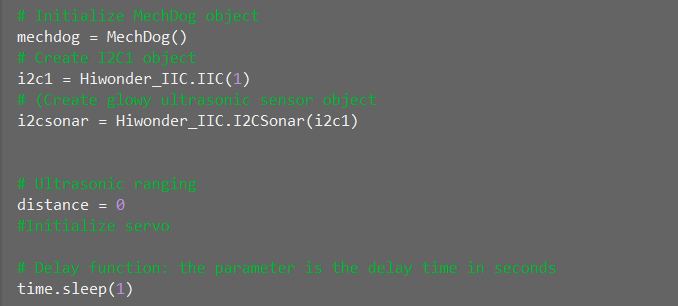 # Initialize MechDog object
mechdog = MechDog()
# Create I2C1 object
i2c1 = Hiwonder_IIC.IIC(1)
# (Create glowy ultrasonic sensor object
i2csonar = Hiwonder_IIC.I2CSonar(i2c1)
# Ultrasonic ranging
distance = 0
#Initialize servo
# Delay function: the parameter is the delay time in seconds
time.sleep(1)